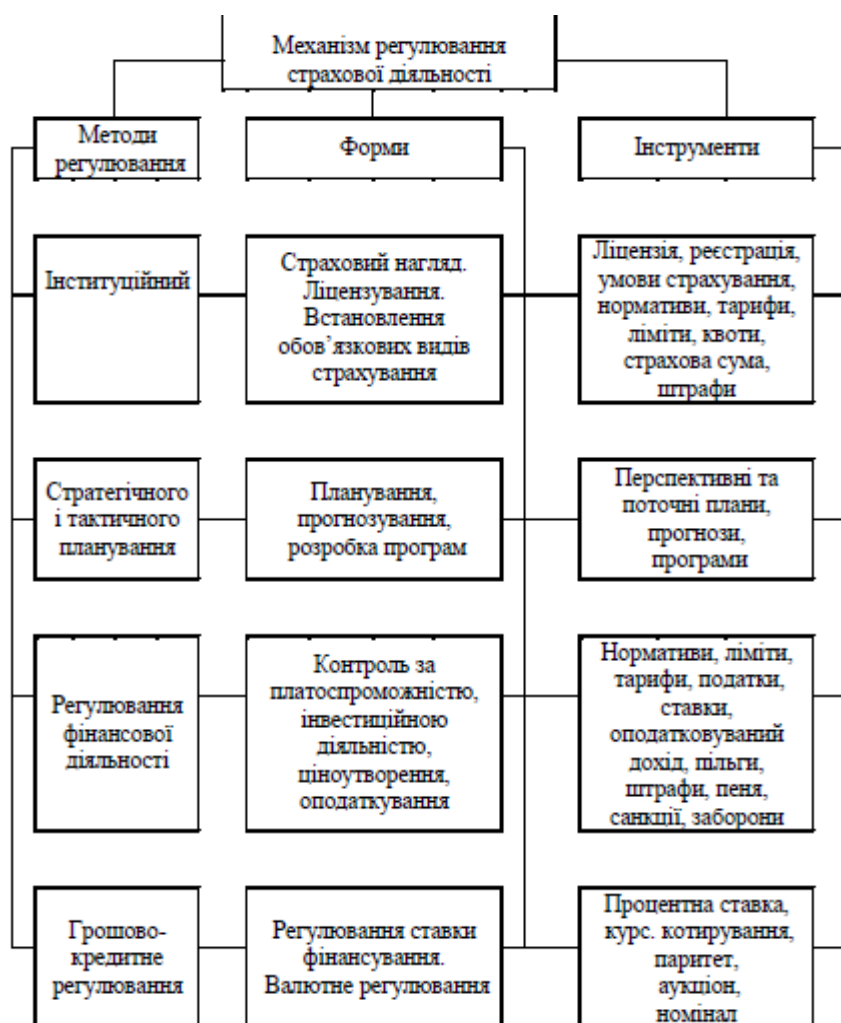 Механізм регулювання
страхової діяльності
Методи
регулювання
Форми
Інструменти
Інституційний
Страховий нагляд.
Ліцензування.
Встановлення
обов’язкових видів
страхування
Ліцензія, реєстрація,
умови страхування,
нормативи, тарифи,
ліміти, квоти,
страхова сума,
штрафи
Стратегічного
і тактичного
планування
Планування,
прогнозування,
розробка програм
Перспективні та
поточні плани,
прогнози,
програми
Регулювання
фінансової
діяльності
Контроль за
платоспроможністю,
інвестиційною
діяльністю,
ціноутворення,
оподаткування
Нормативи, ліміти,
тарифи, податки,
ставки,
оподатковуваний
дохід, пільги,
штрафи, пеня,
санкції, заборони
Грошово-
кредитне
регулювання
Регулювання ставки
фінансування.
Валютне регулювання
Процентна ставка,
курс. котирування,
паритет,
аукціон,
номінал